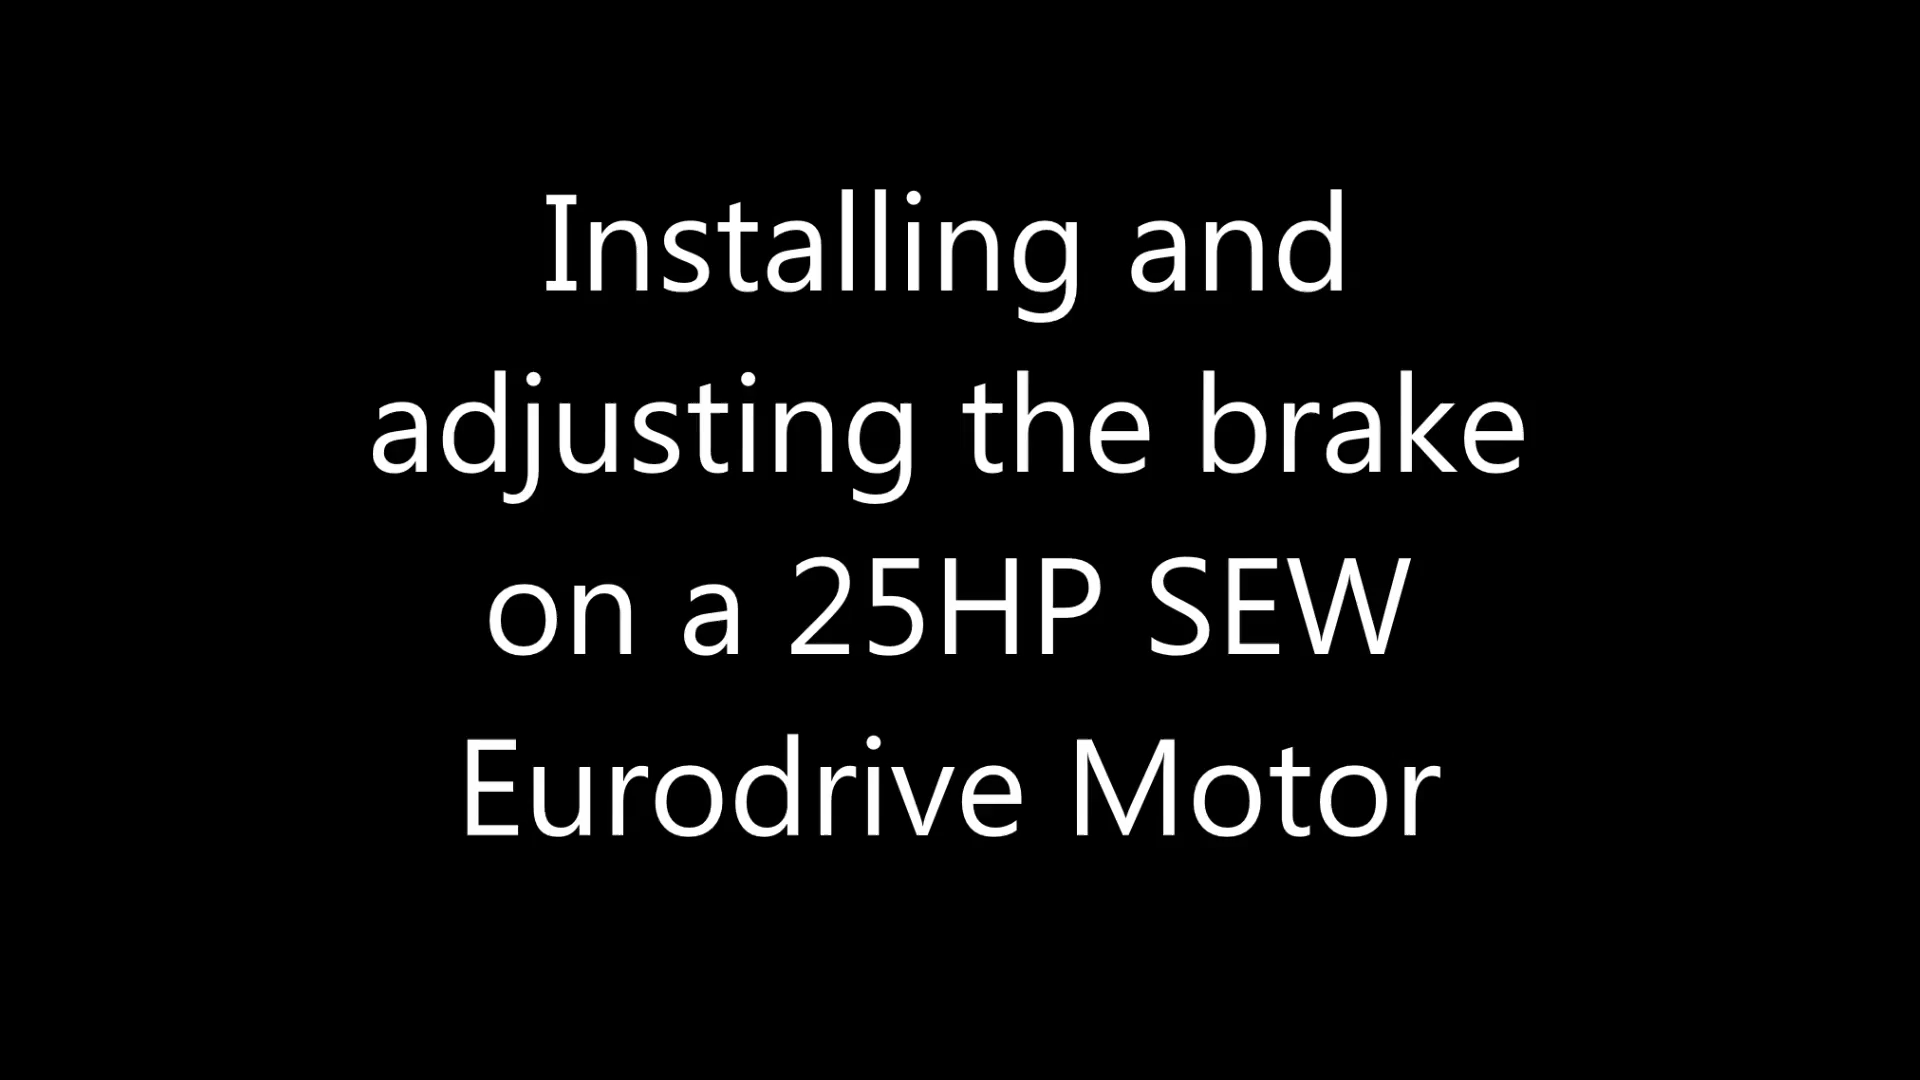 Installing and
adjusting the brake
on a 25HP SEW
Eurodrive Motor